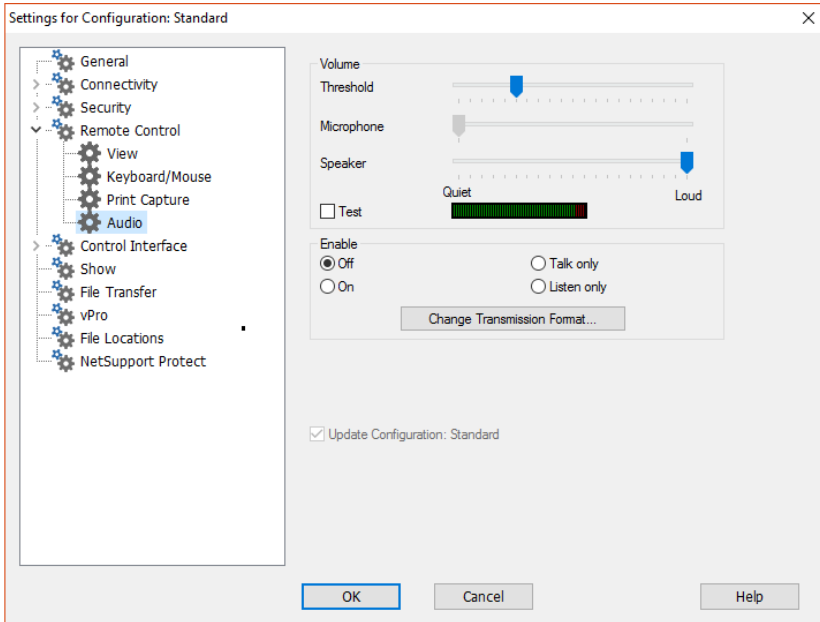 Settings for Configuration: Standard
General
Connectivity
Security
Remote Control
View
Keyboard/Mouse
Print Capture
Audio
Control Interface
Show
File Transfer
vPro
File Locations
NetSupport Protect
Volume
Threshold
Microphone
Speaker
Quiet
Loud
Test
Enable
Off
Talk only
On
Listen only
Change Transmission Format...
Update Configuration: Standard
OK
Cancel
Help